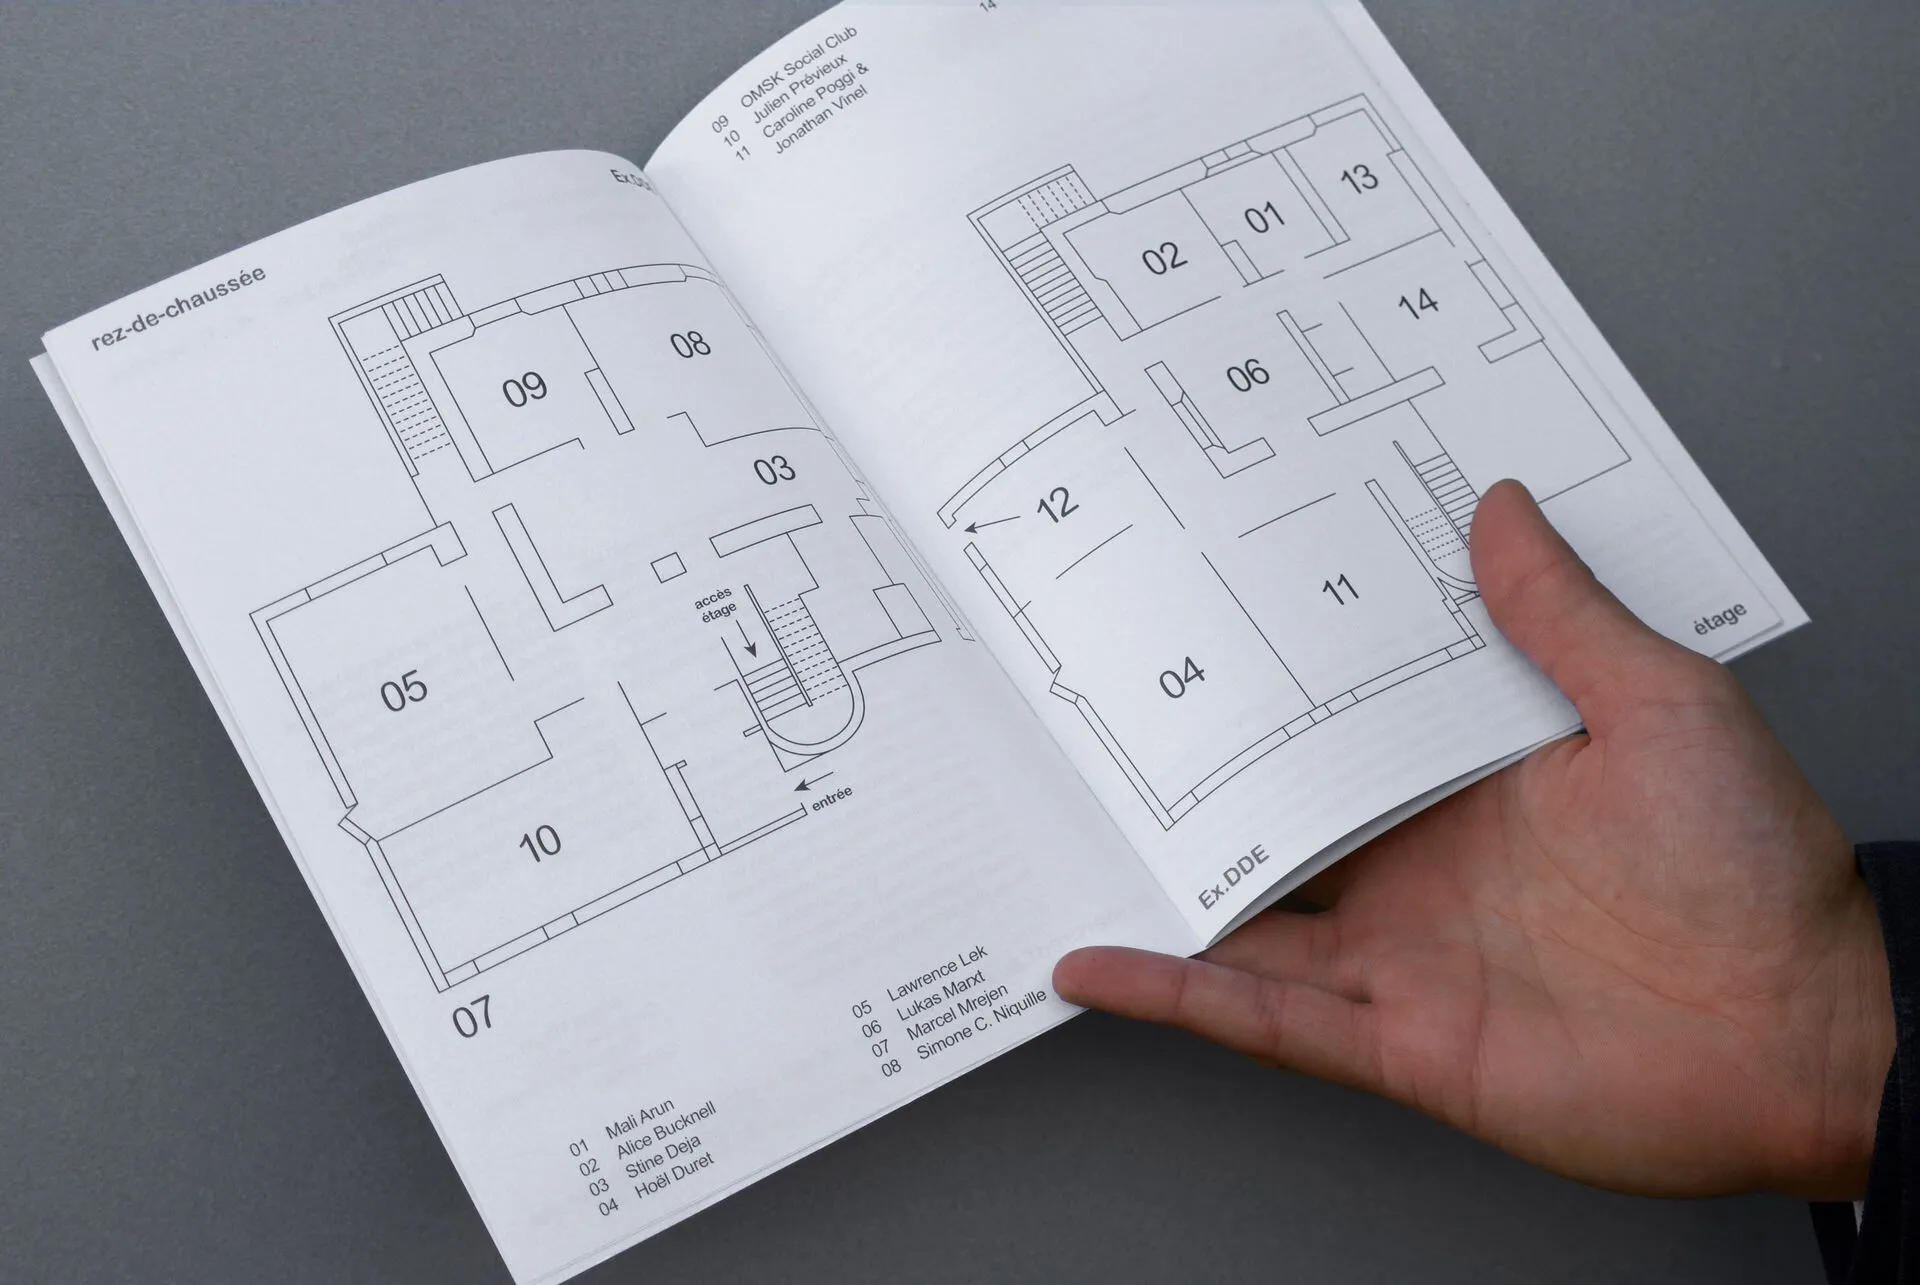 rez-de-chaussée
09
08
03
05
accès
étage
10
entrée
07
01 Mali Arun
02 Alice Bucknell
03 Stine Deja
04 Hoël Duret
05 Lawrence Lek
06 Lukas Marxt
07 Marcel Mrejen
08 Simone C. Niquille
14
09 OMSK Social Club
10 Julien Prévieux
11 Caroline Poggi &
Jonathan Vinel
13
01
02
14
06
12
11
04
étage
Ex.DDE